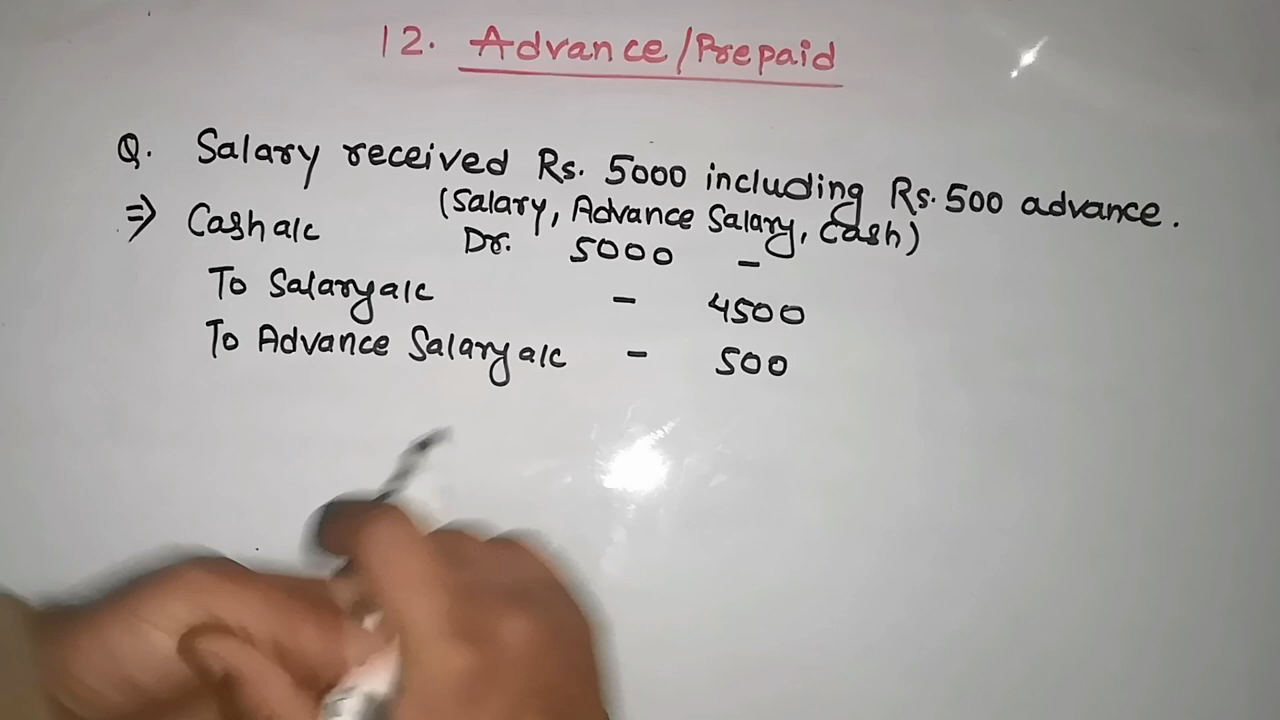 12. Advance/Prepaid
Q. Salary received Rs. 5000 including Rs. 500 advance.
(Salary, Advance Salary, Cash)
⇒ Cash a/c Dr. 5000 -
To Salary a/c - 4500
To Advance Salary a/c - 500